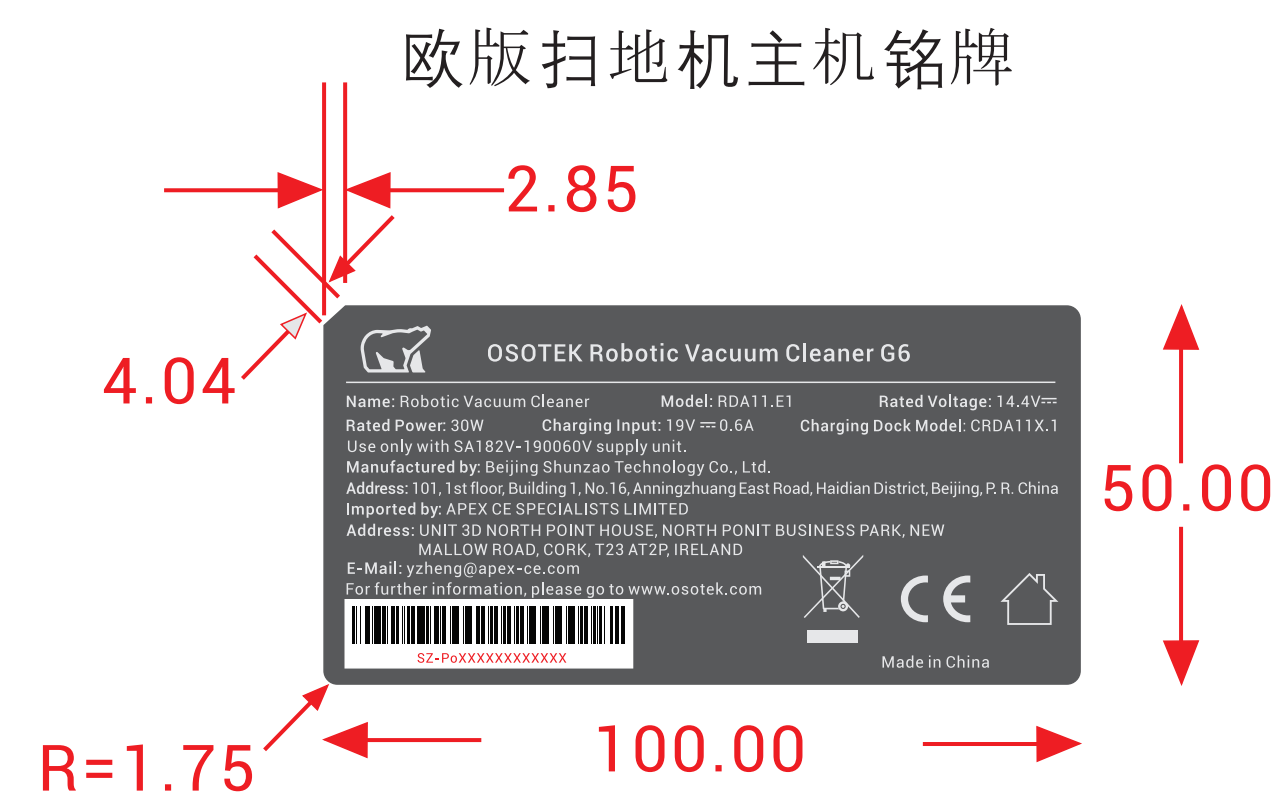 欧版扫地机主机铭牌
2.85
4.04
OSOTEK Robotic Vacuum Cleaner G6
Name: Robotic Vacuum Cleaner Model: RDA11.E1 Rated Voltage: 14.4V⎓
Rated Power: 30W Charging Input: 19V ⎓ 0.6A Charging Dock Model: CRDA11X.1
Use only with SA182V-190060V supply unit.
Manufactured by: Beijing Shunzao Technology Co., Ltd.
Address: 101, 1st floor, Building 1, No.16, Anningzhuang East Road, Haidian District, Beijing, P. R. China
Imported by: APEX CE SPECIALISTS LIMITED
Address: UNIT 3D NORTH POINT HOUSE, NORTH PONIT BUSINESS PARK, NEW
MALLOW ROAD, CORK, T23 AT2P, IRELAND
E-Mail: yzheng@apex-ce.com
For further information, please go to www.osotek.com
CE
SZ-PoXXXXXXXXXXXX
Made in China
50.00
100.00
R=1.75